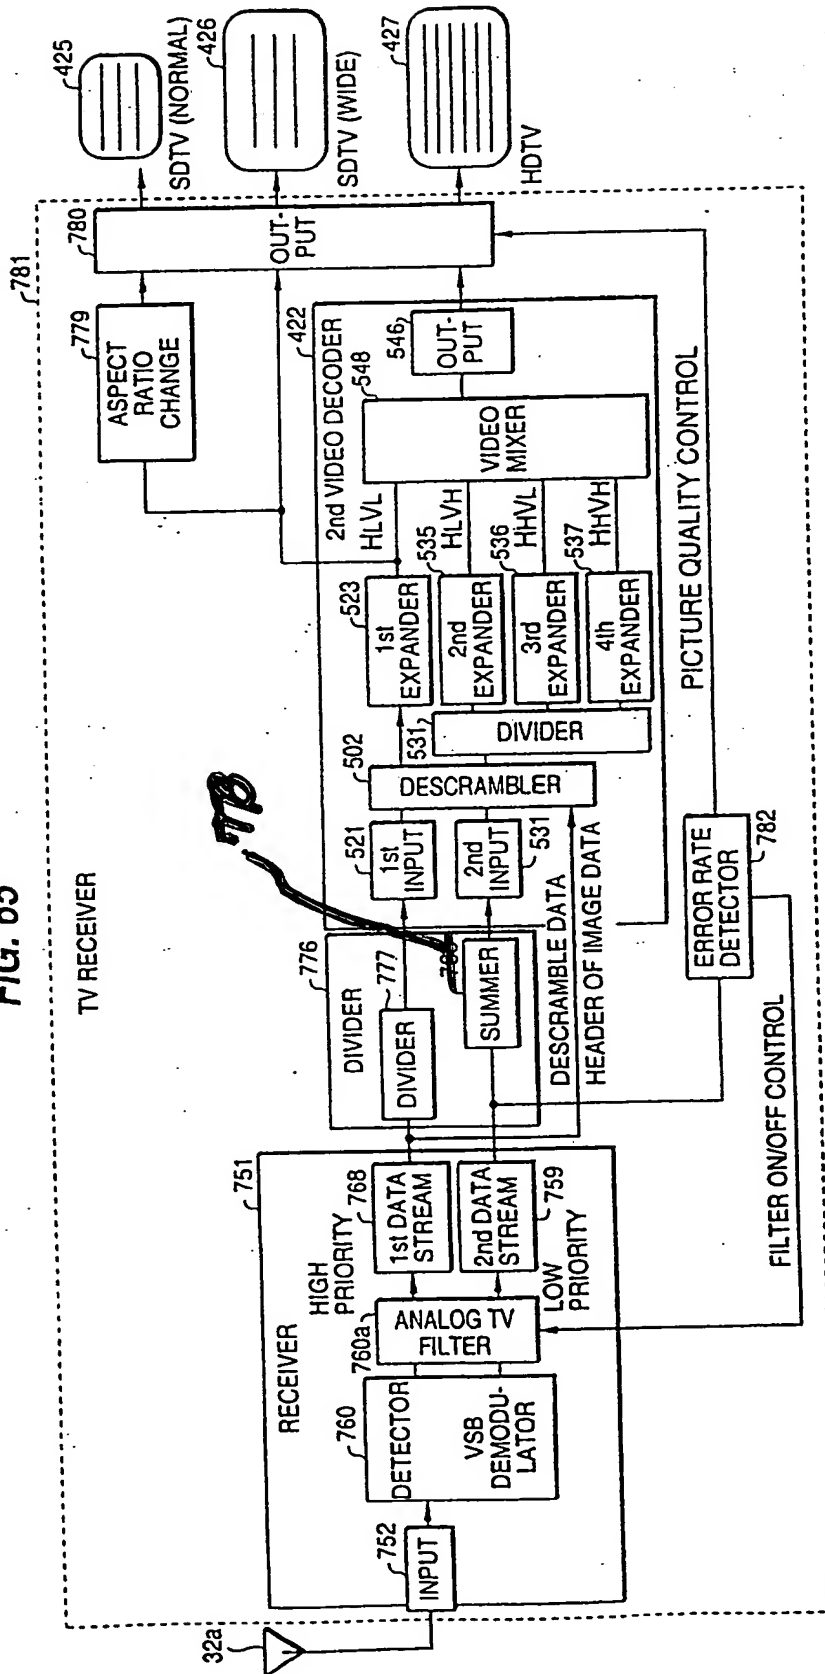 FIG. 65
TV RECEIVER
781
32a
751
RECEIVER
752
INPUT
760
DETECTOR
VSB
DEMODU-
LATOR
760a
ANALOG TV
FILTER
HIGH
PRIORITY
768
1st DATA
STREAM
LOW
PRIORITY
2nd DATA
STREAM
759
776
DIVIDER
777
DIVIDER
SUMMER
DESCRAMBLE DATA
HEADER OF IMAGE DATA
422
2nd VIDEO DECODER
521
1st
INPUT
2nd
INPUT
531
502
DESCRAMBLER
531
DIVIDER
523
1st
EXPANDER
535
2nd
EXPANDER
536
3rd
EXPANDER
537
4th
EXPANDER
HLVL
HLVH
HHVL
HHVH
548
VIDEO
MIXER
546
OUT-
PUT
779
ASPECT
RATIO
CHANGE
780
OUT-
PUT
425
SDTV (NORMAL)
426
SDTV (WIDE)
427
HDTV
ERROR RATE
DETECTOR
782
PICTURE QUALITY CONTROL
FILTER ON/OFF CONTROL